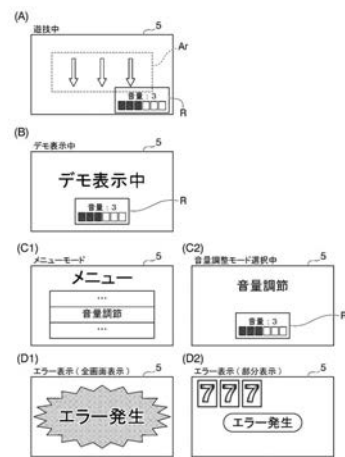 (A)
遊技中
5
Ar
音量:3
R
(B)
デモ表示中
5
デモ表示中
音量:3
R
(C1)
メニューモード
5
メニュー
…
音量調節
…
(C2)
音量調整モード選択中
5
音量調節
音量:3
R
(D1)
エラー表示(全画面表示)
5
エラー発生
(D2)
エラー表示(部分表示)
5
777
エラー発生